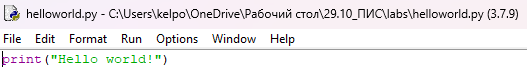 helloworld.py - C:\Users\kelpo\OneDrive\Рабочий стол\29.10_ПИС\labs\helloworld.py (3.7.9)
File Edit Format Run Options Window Help
print("Hello world!")